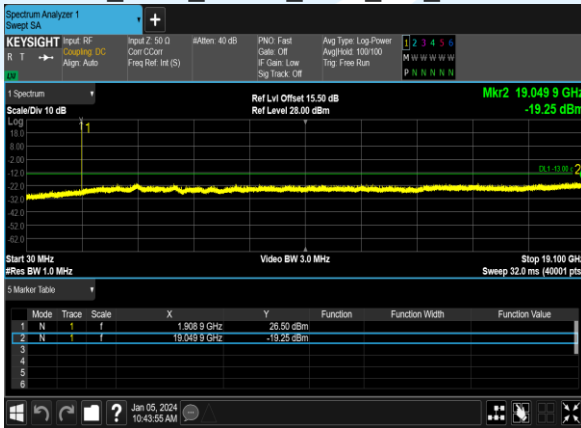 Spectrum Analyzer 1
Swept SA
KEYSIGHT Input: RF Input Z: 50 Ω #Atten: 40 dB PNO: Fast Avg Type: Log-Power 1 2 3 4 5 6
R T Coupling: DC Corr CCorr Gate: Off Avg|Hold: 100/100 M W W W W W
Align: Auto Freq Ref: Int (S) IF Gain: Low Trig: Free Run
Sig Track: Off P N N N N N
1 Spectrum Ref Lvl Offset 15.50 dB Mkr2 19.049 9 GHz
Scale/Div 10 dB Ref Level 28.00 dBm -19.25 dBm
Log
1
18.0
8.00
-2.00
-12.0 DL1 -13.00 2
-22.0
-32.0
-42.0
-52.0
-62.0
Start 30 MHz Video BW 3.0 MHz Stop 19.100 GHz
#Res BW 1.0 MHz Sweep 32.0 ms (40001 pts
5 Marker Table
Mode Trace Scale X Y Function Function Width Function Value
1 N 1 f 1.908 9 GHz 26.50 dBm
2 N 1 f 19.049 9 GHz -19.25 dBm
3
4
5
6
? Jan 05, 2024
10:43:55 AM